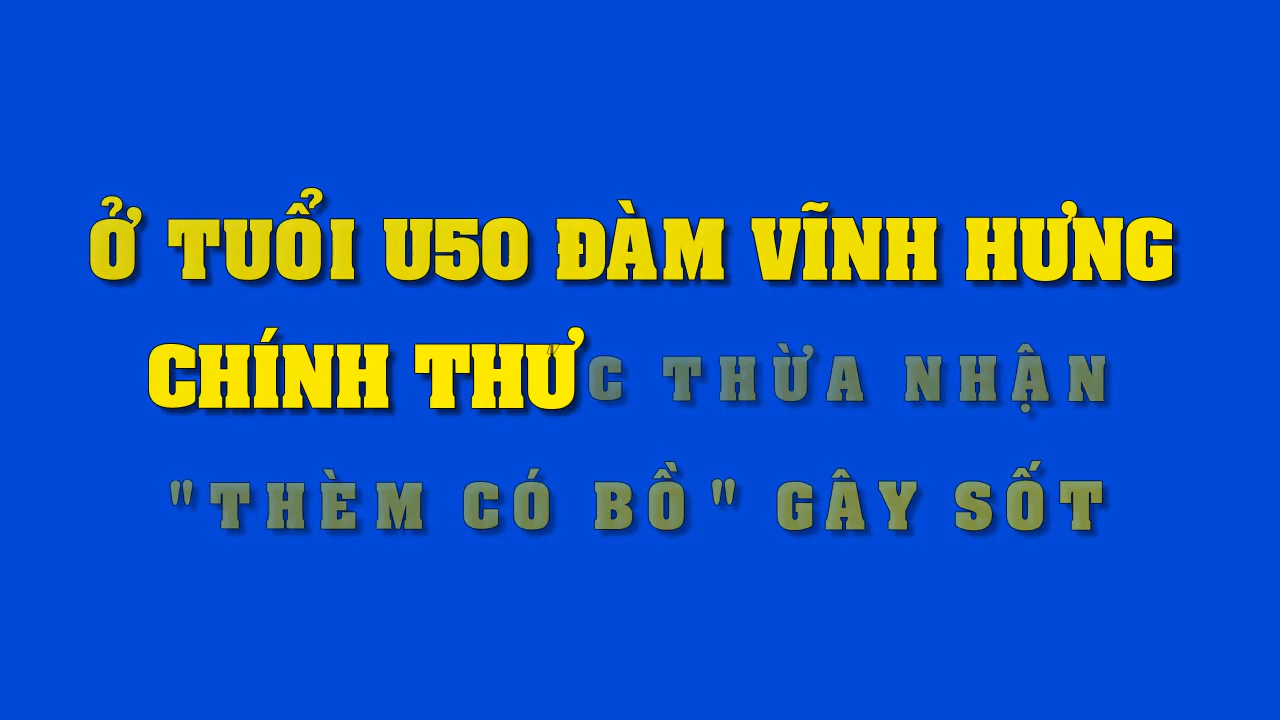 Ở TUỔI U50 ĐÀM VĨNH HƯNG
CHÍNH THỨC THỪA NHẬN
"THÈM CÓ BỒ" GÂY SỐT